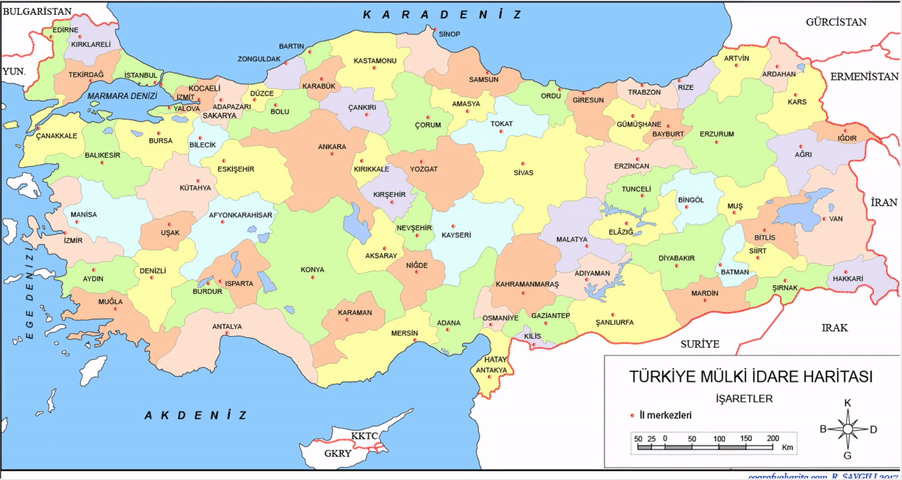 BULGARİSTAN
KARADENİZ
GÜRCİSTAN
EDİRNE
KIRKLARELİ
SİNOP
BARTIN
ZONGULDAK
KASTAMONU
ARTVİN
ARDAHAN
ERMENİSTAN
YUN.
TEKİRDAĞ
İSTANBUL
KOCAELİ
İZMİT
DÜZCE
KARABÜK
SAMSUN
ORDU
GİRESUN
TRABZON
RİZE
KARS
MARMARA DENİZİ
YALOVA
ADAPAZARI
SAKARYA
BOLU
ÇANKIRI
ÇORUM
AMASYA
TOKAT
GÜMÜŞHANE
BAYBURT
ERZURUM
IĞDIR
ÇANAKKALE
BURSA
BİLECİK
BALIKESİR
ESKİŞEHİR
ANKARA
KIRIKKALE
YOZGAT
SİVAS
ERZİNCAN
AĞRI
KÜTAHYA
KIRŞEHİR
TUNCELİ
BİNGÖL
MUŞ
İRAN
MANİSA
UŞAK
AFYONKARAHİSAR
NEVŞEHİR
KAYSERİ
ELÂZIĞ
BİTLİS
VAN
İZMİR
AKSARAY
MALATYA
DİYABAKIR
SİİRT
BATMAN
EGE DENİZİ
AYDIN
DENİZLİ
BURDUR
ISPARTA
KONYA
NİĞDE
KAHRAMANMARAŞ
ADIYAMAN
ŞIRNAK
HAKKARİ
MUĞLA
ANTALYA
KARAMAN
MERSİN
ADANA
OSMANİYE
GAZİANTEP
KİLİS
ŞANLIURFA
MARDİN
HATAY
ANTAKYA
SURİYE
IRAK
AKDENİZ
KKTC
GKRY
TÜRKİYE MÜLKİ İDARE HARİTASI
İŞARETLER
İl merkezleri
50 25 0 50 100 150 200
Km
K
B D
G
cografyaharita.com R. SAYGILI 2017